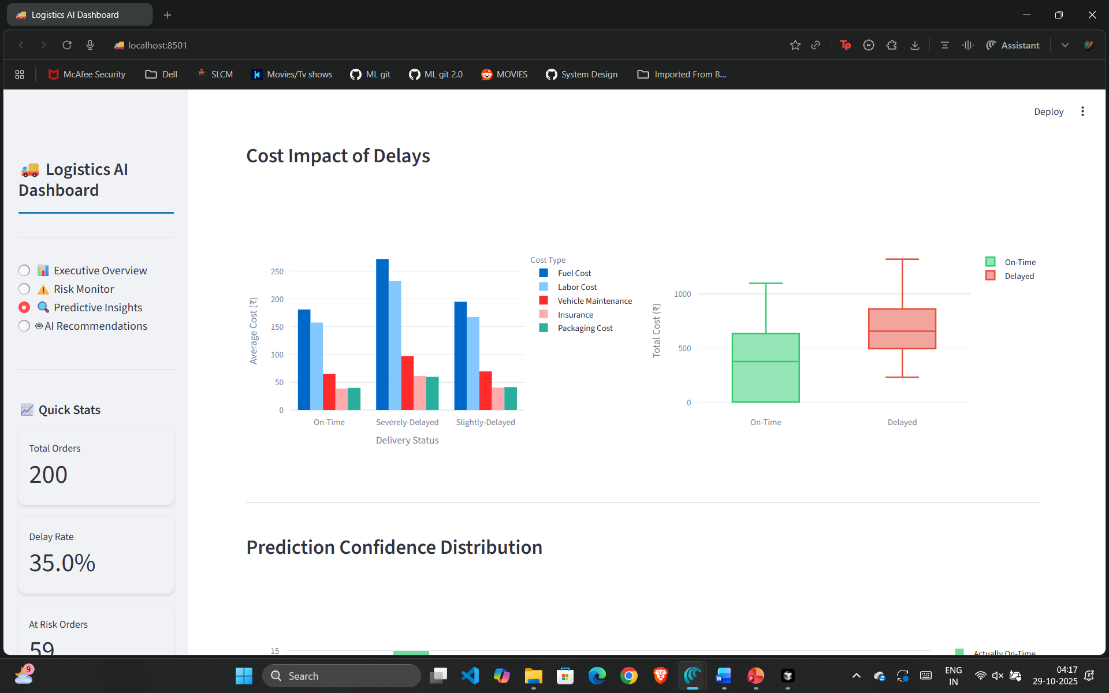 Logistics AI Dashboard
localhost:8501
Assistant
McAfee Security
Dell
SLCM
Movies/Tv shows
ML git
ML git 2.0
MOVIES
System Design
Imported From B...
Deploy
Logistics AI
Dashboard
Executive Overview
Risk Monitor
Predictive Insights
AI Recommendations
Quick Stats
Total Orders
200
Delay Rate
35.0%
At Risk Orders
59
Cost Impact of Delays
Average Cost (₹)
250
200
150
100
50
0
On-Time
Severely-Delayed
Slightly-Delayed
Delivery Status
Cost Type
Fuel Cost
Labor Cost
Vehicle Maintenance
Insurance
Packaging Cost
Total Cost (₹)
1000
500
0
On-Time
Delayed
On-Time
Delayed
Prediction Confidence Distribution
15
Actually On-Time
9
Search
ENG
IN
04:17
29-10-2025